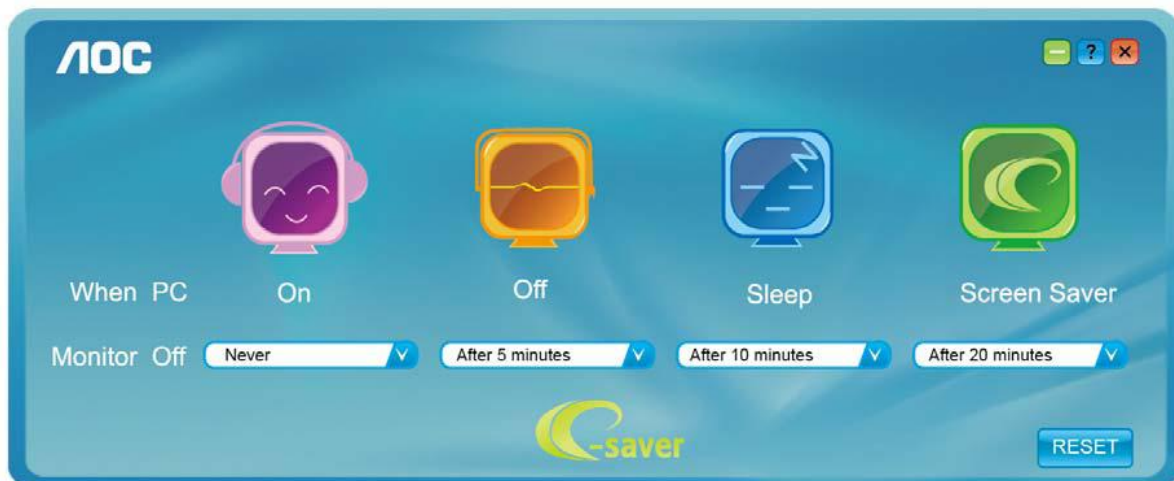 AOC
?
When PC On Off Sleep Screen Saver
Monitor Off Never After 5 minutes After 10 minutes After 20 minutes
e-saver
RESET